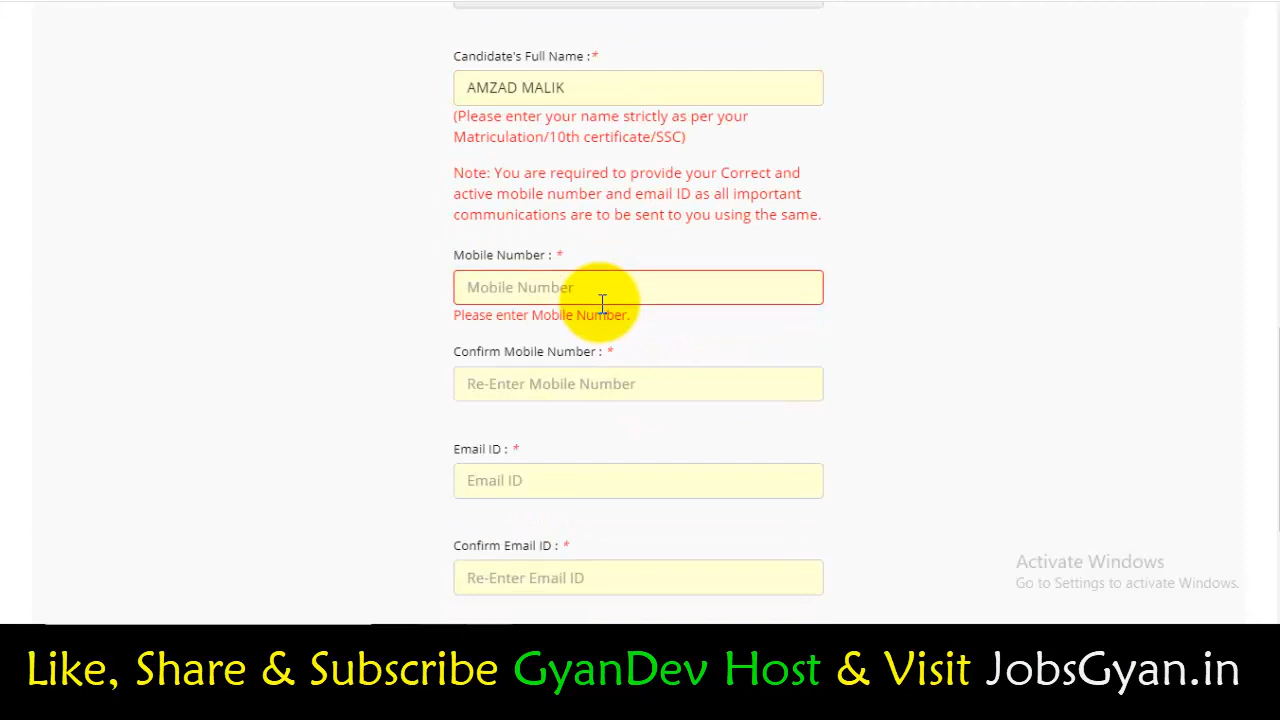 Candidate's Full Name :*
AMZAD MALIK
(Please enter your name strictly as per your
Matriculation/10th certificate/SSC)
Note: You are required to provide your Correct and
active mobile number and email ID as all important
communications are to be sent to you using the same.
Mobile Number : *
Mobile Number
Please enter Mobile Number.
Confirm Mobile Number : *
Re-Enter Mobile Number
Email ID : *
Email ID
Confirm Email ID : *
Re-Enter Email ID
Activate Windows
Go to Settings to activate Windows.
Like, Share & Subscribe GyanDev Host & Visit JobsGyan.in